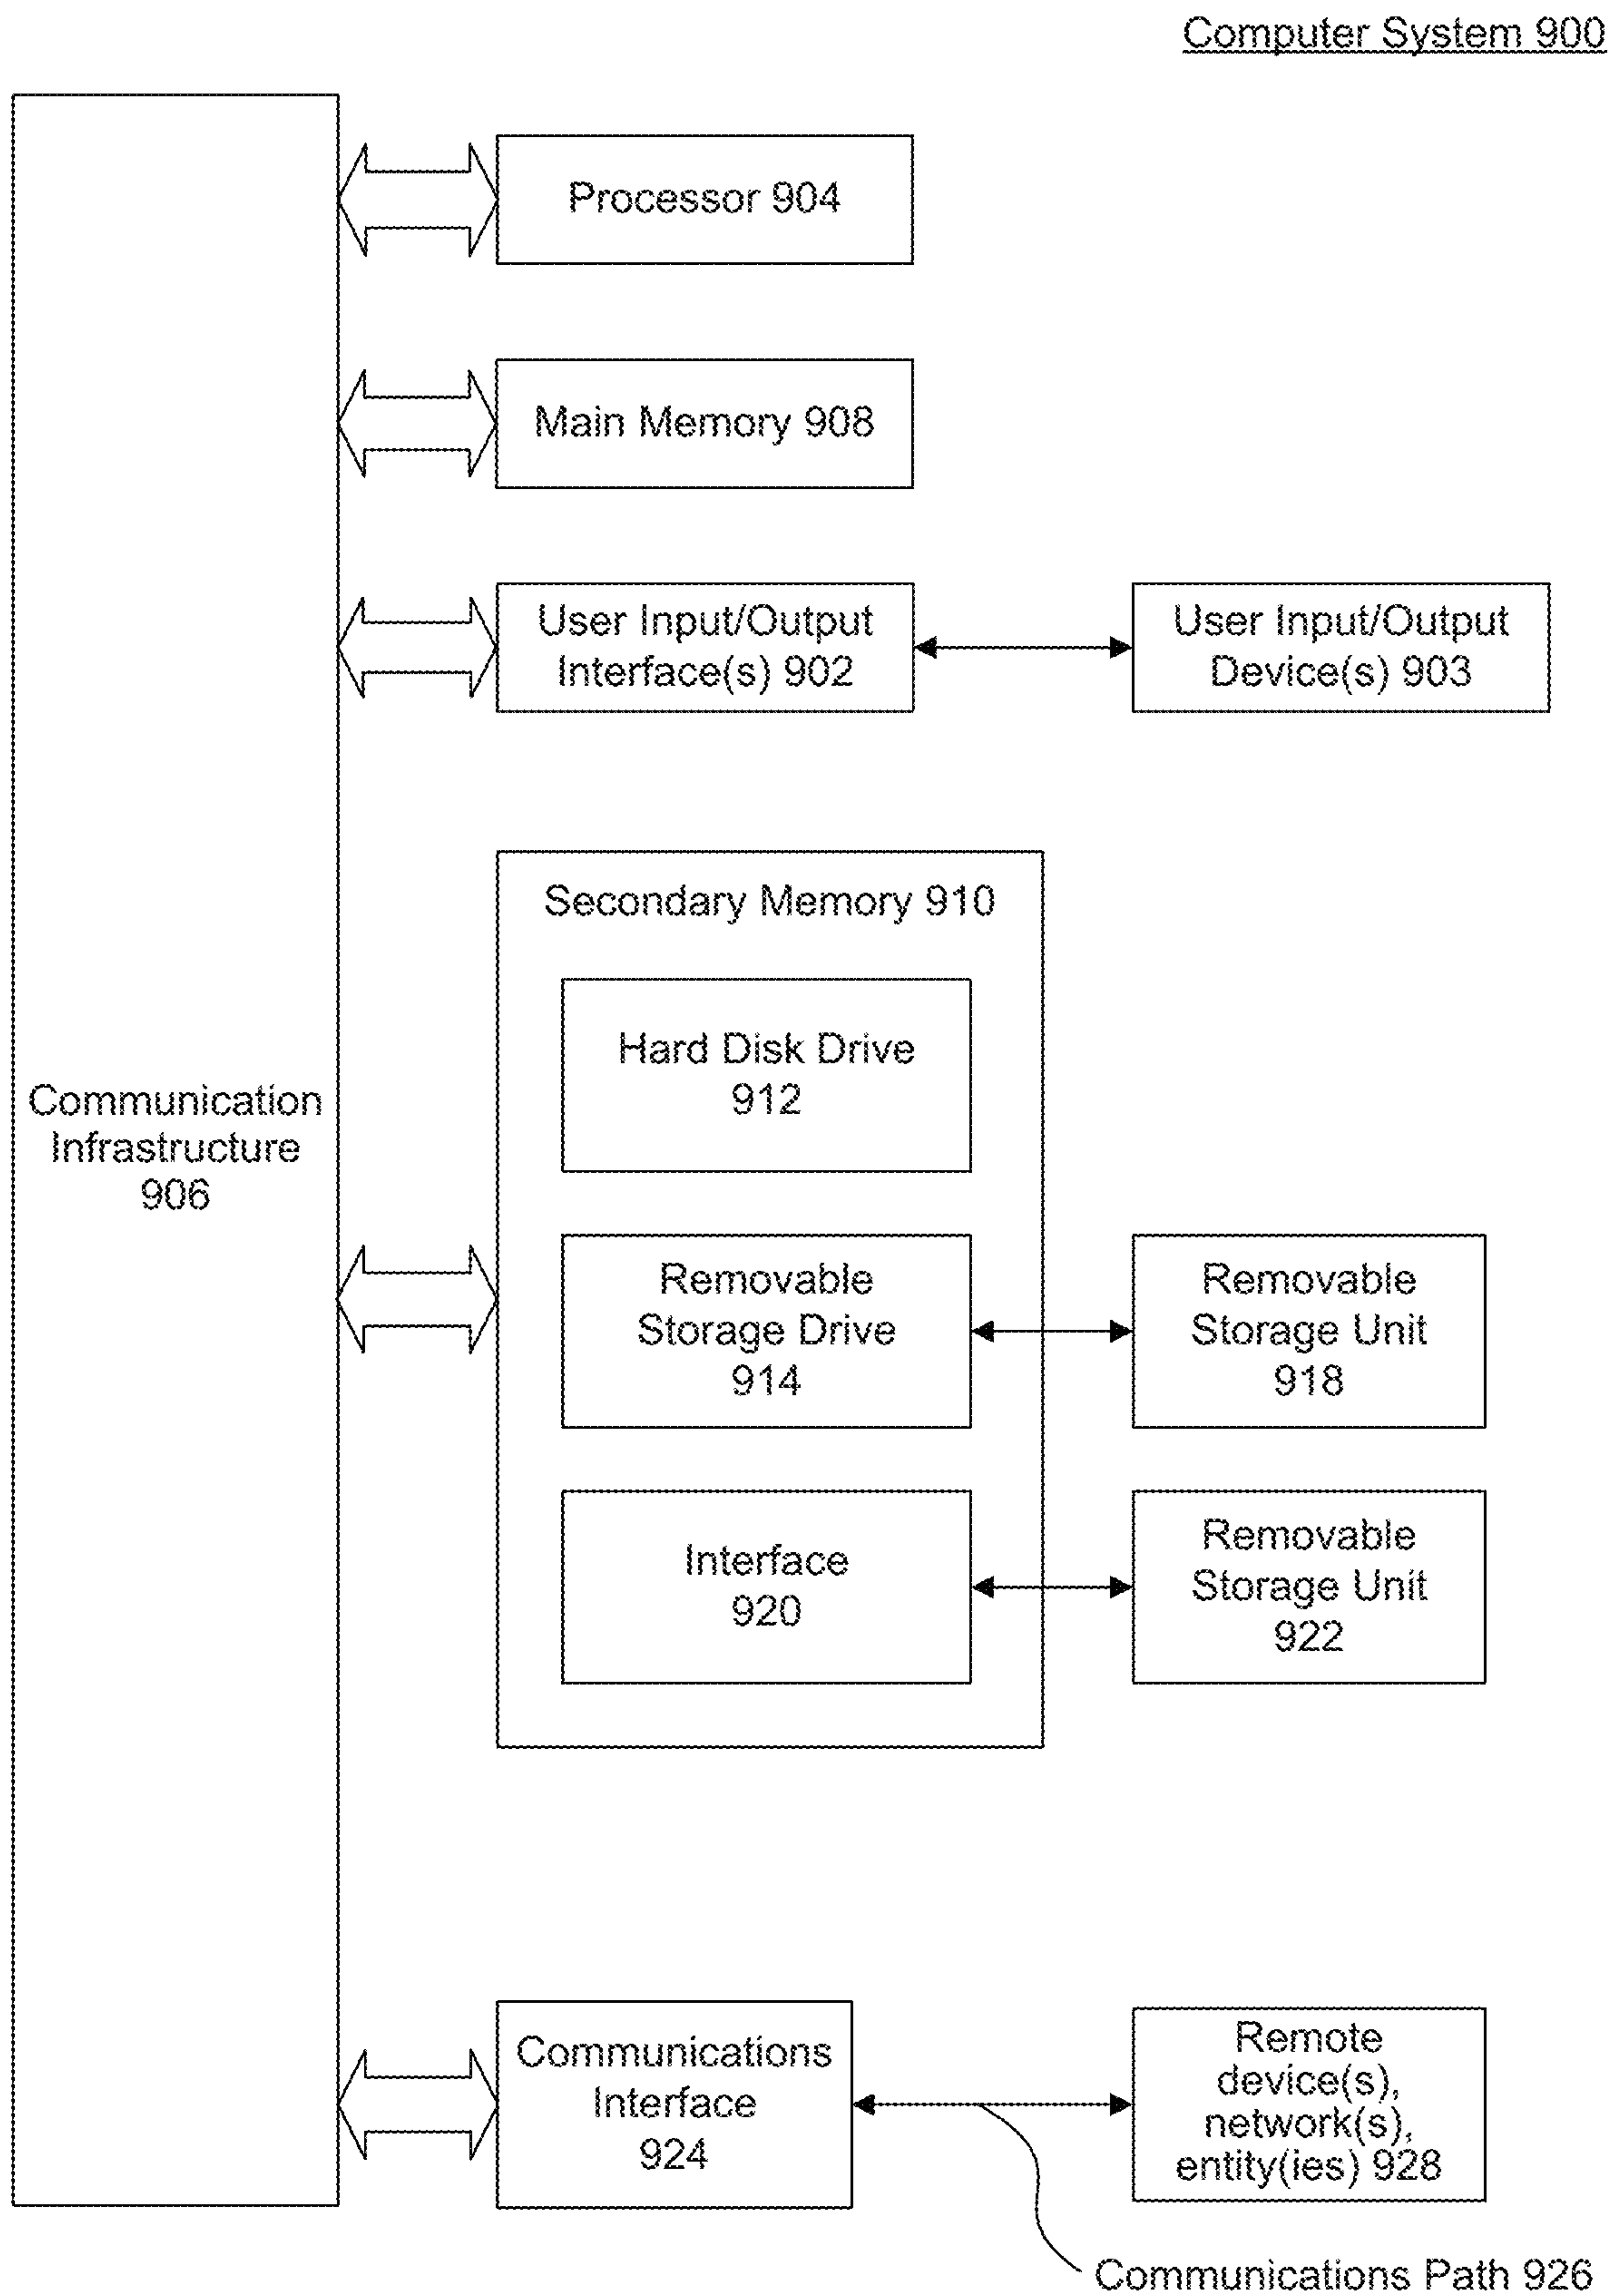 Computer System 900
Processor 904
Main Memory 908
User Input/Output
Interface(s) 902
User Input/Output
Device(s) 903
Secondary Memory 910
Hard Disk Drive
912
Communication
Infrastructure
906
Removable
Storage Drive
914
Removable
Storage Unit
918
Interface
920
Removable
Storage Unit
922
Communications
Interface
924
Remote
device(s),
network(s),
entity(ies) 928
Communications Path 926